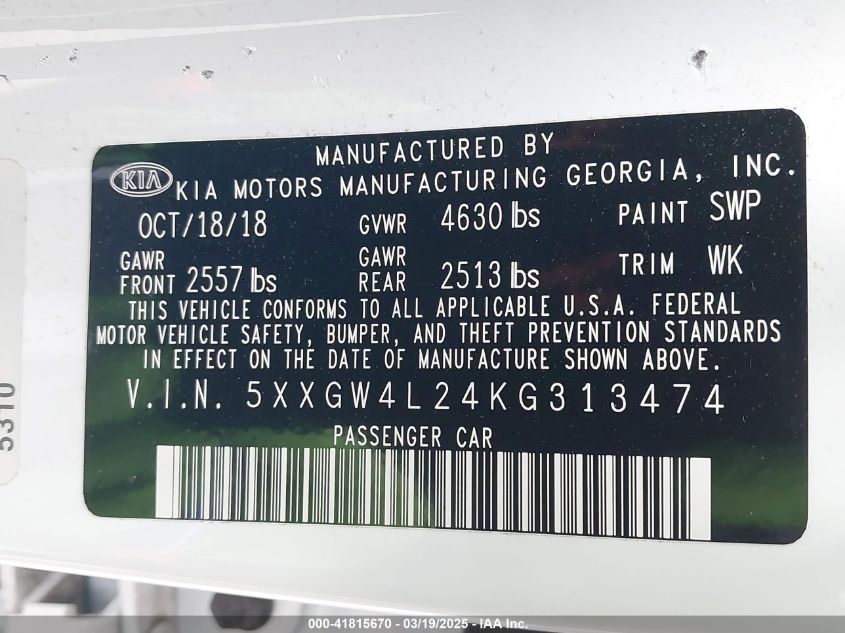 MANUFACTURED BY
KIA KIA MOTORS MANUFACTURING GEORGIA, INC.
OCT/18/18 GVWR 4630 lbs PAINT SWP
GAWR FRONT 2557 lbs GAWR REAR 2513 lbs TRIM WK
THIS VEHICLE CONFORMS TO ALL APPLICABLE U.S.A. FEDERAL
MOTOR VEHICLE SAFETY, BUMPER, AND THEFT PREVENTION STANDARDS
IN EFFECT ON THE DATE OF MANUFACTURE SHOWN ABOVE.
V.I.N. 5XXGW4L24KG313474
PASSENGER CAR
5310
000-41815670 - 03/19/2025 - IAA Inc.